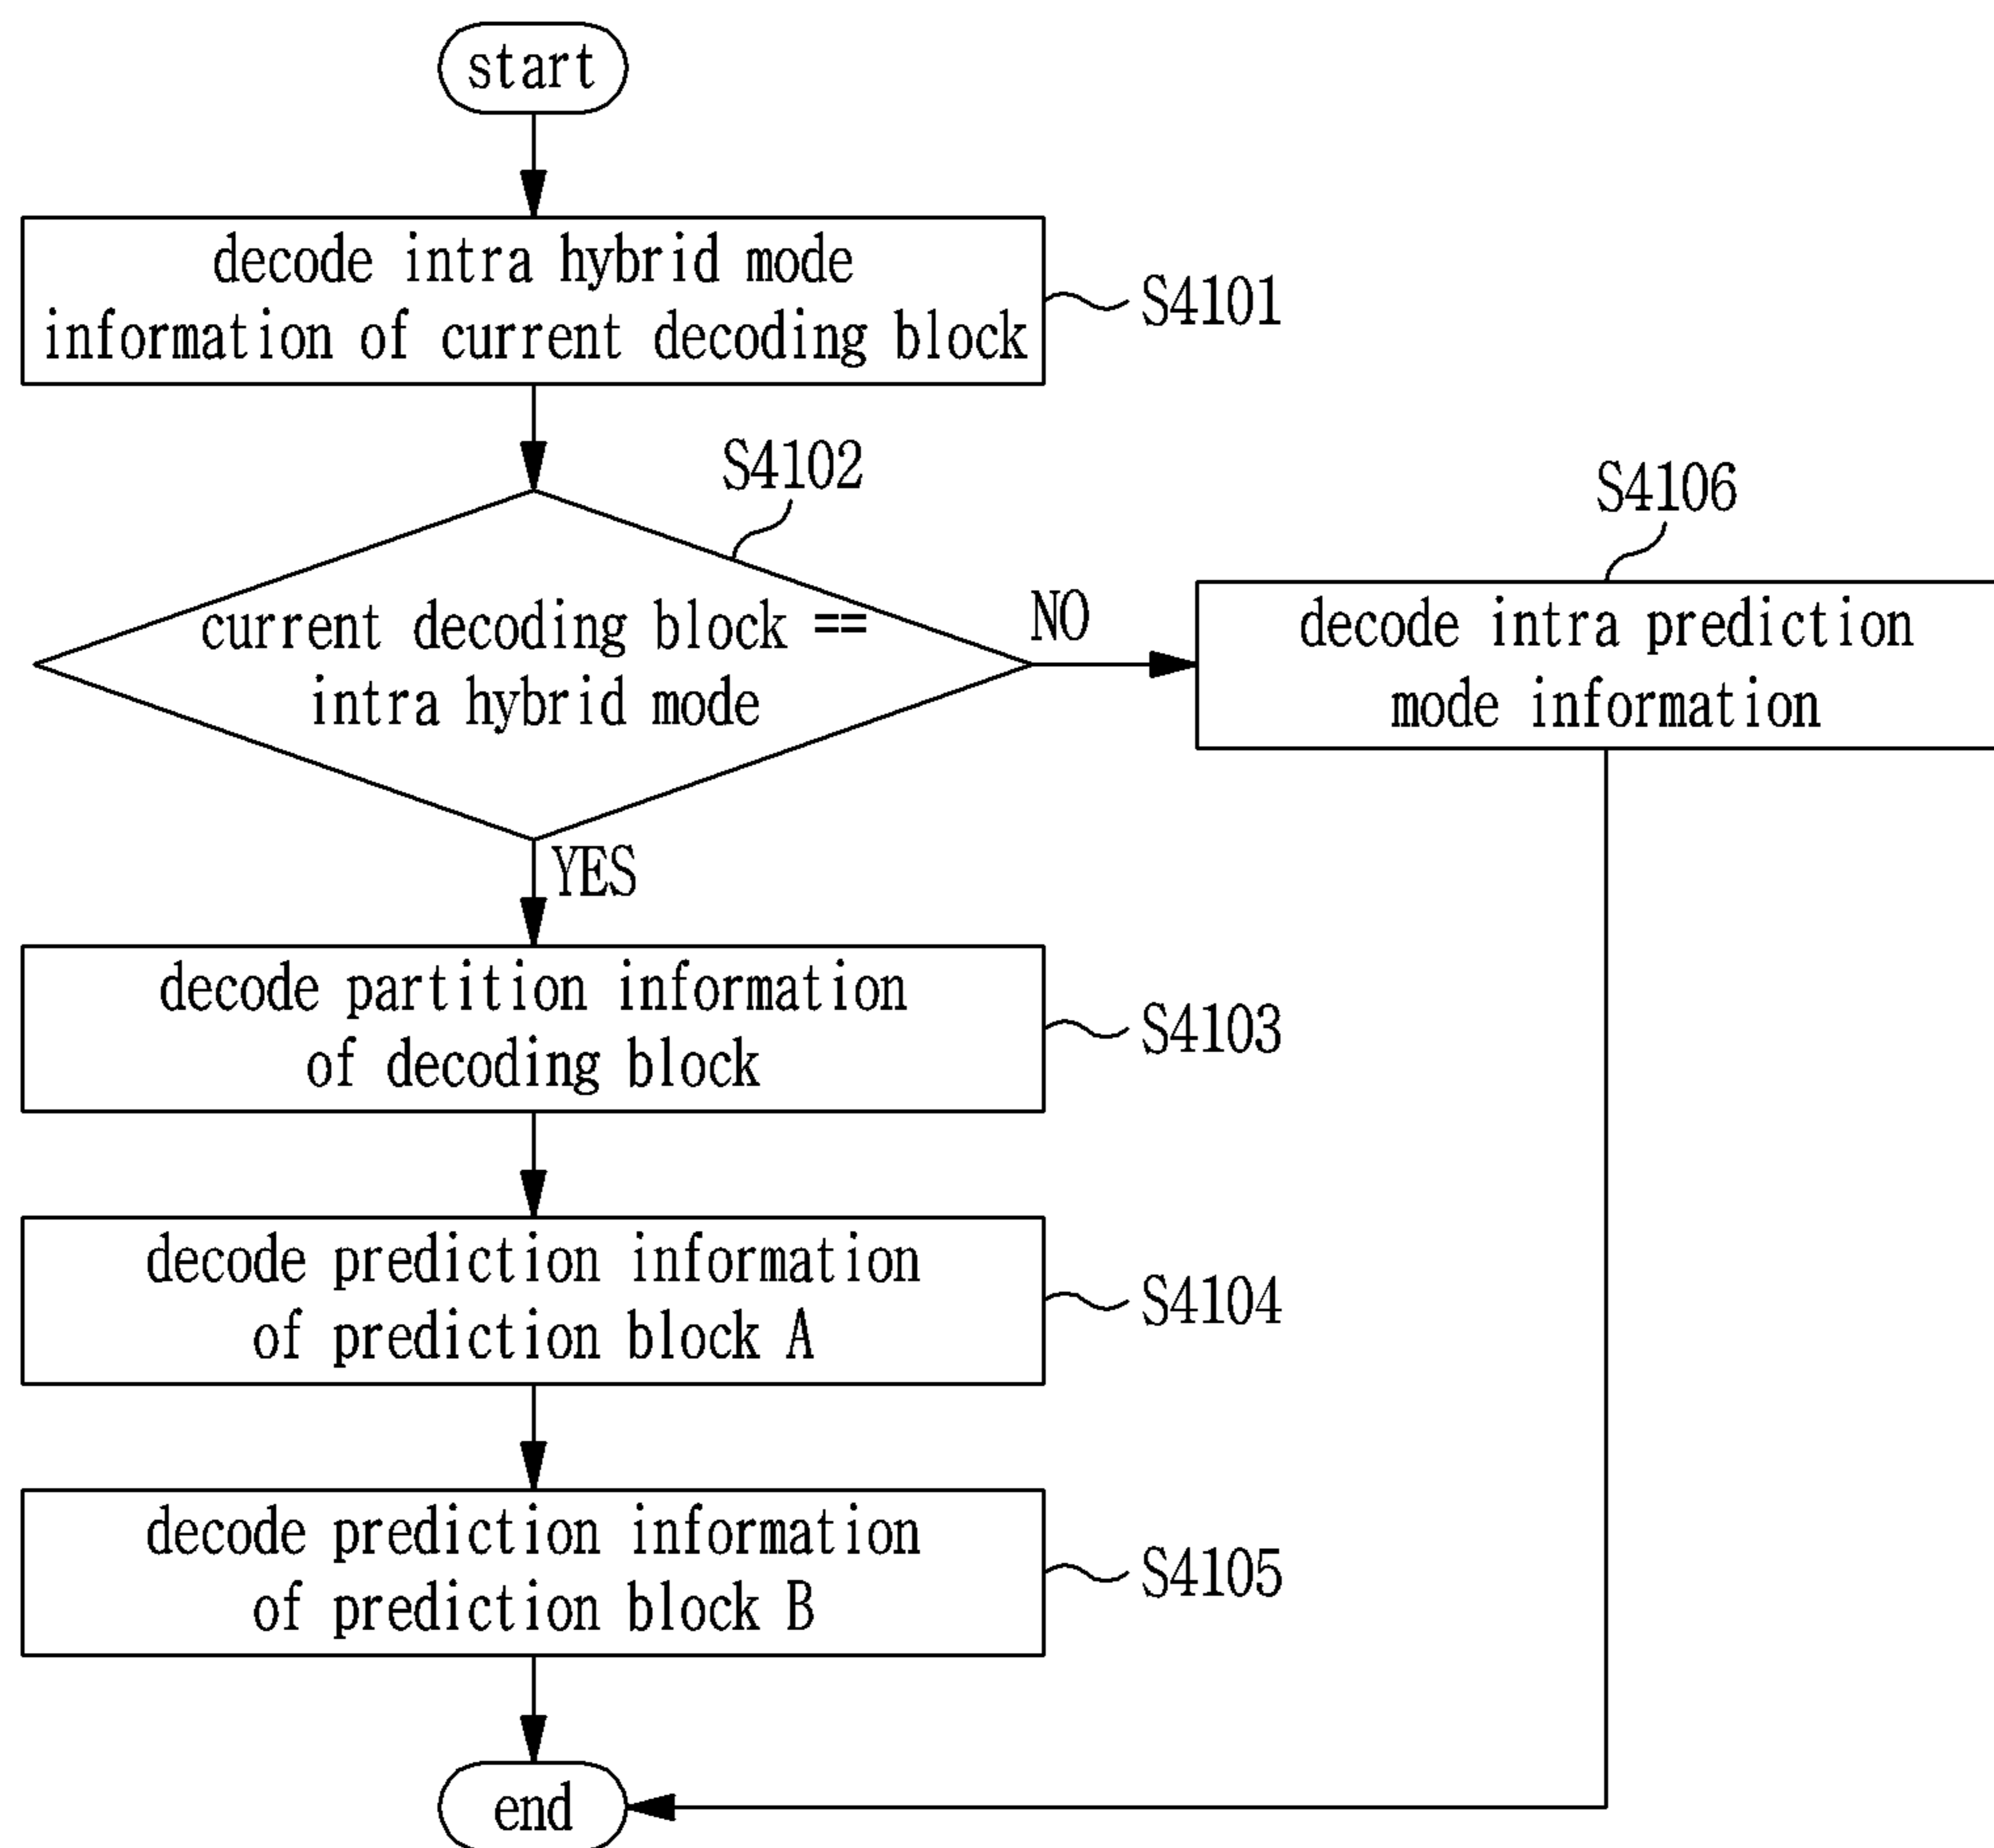 start
decode intra hybrid mode
information of current decoding block
S4101
S4102
current decoding block ==
intra hybrid mode
NO
S4106
decode intra prediction
mode information
YES
decode partition information
of decoding block
S4103
decode prediction information
of prediction block A
S4104
decode prediction information
of prediction block B
S4105
end